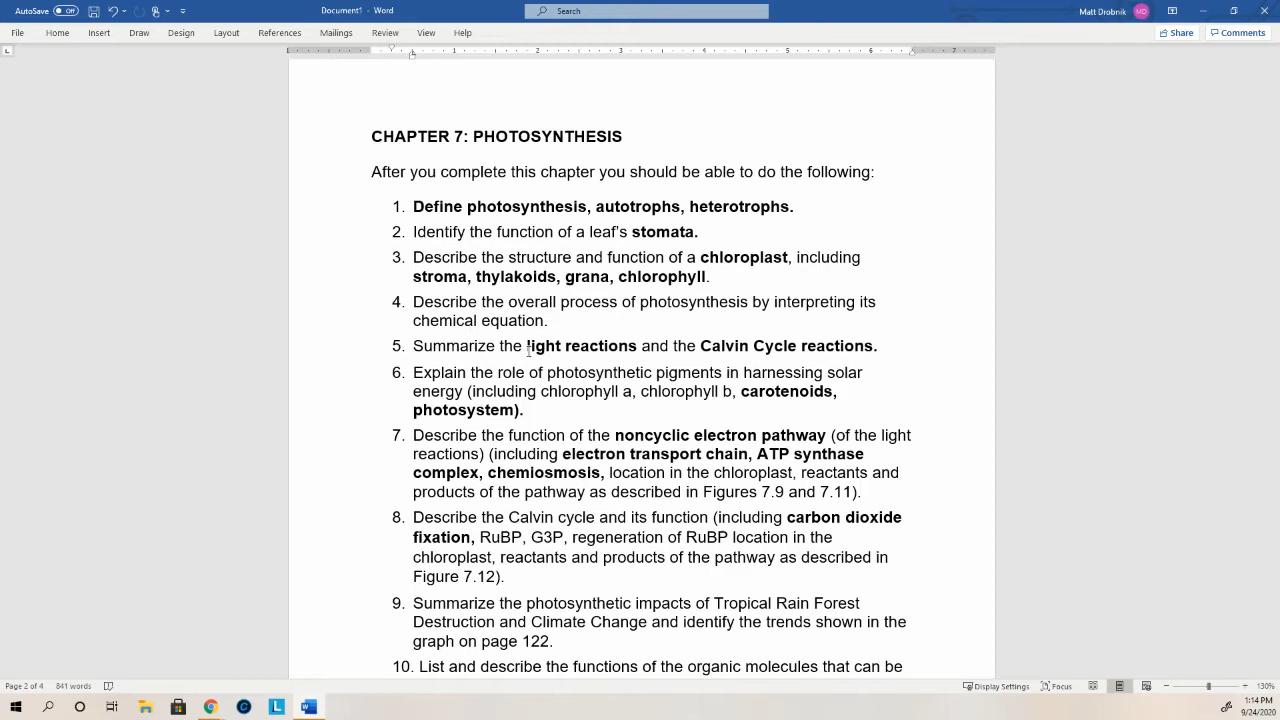 AutoSave Off
Document1 - Word
Search
Matt Drobnik MD
File Home Insert Draw Design Layout References Mailings Review View Help
Share Comments
1 2 3 4 5 6 7
CHAPTER 7: PHOTOSYNTHESIS
After you complete this chapter you should be able to do the following:
1. Define photosynthesis, autotrophs, heterotrophs.
2. Identify the function of a leaf’s stomata.
3. Describe the structure and function of a chloroplast, including
stroma, thylakoids, grana, chlorophyll.
4. Describe the overall process of photosynthesis by interpreting its
chemical equation.
5. Summarize the light reactions and the Calvin Cycle reactions.
6. Explain the role of photosynthetic pigments in harnessing solar
energy (including chlorophyll a, chlorophyll b, carotenoids,
photosystem).
7. Describe the function of the noncyclic electron pathway (of the light
reactions) (including electron transport chain, ATP synthase
complex, chemiosmosis, location in the chloroplast, reactants and
products of the pathway as described in Figures 7.9 and 7.11).
8. Describe the Calvin cycle and its function (including carbon dioxide
fixation, RuBP, G3P, regeneration of RuBP location in the
chloroplast, reactants and products of the pathway as described in
Figure 7.12).
9. Summarize the photosynthetic impacts of Tropical Rain Forest
Destruction and Climate Change and identify the trends shown in the
graph on page 122.
10. List and describe the functions of the organic molecules that can be
Page 2 of 4 841 words
Display Settings Focus
130%
1:14 PM
9/24/2020